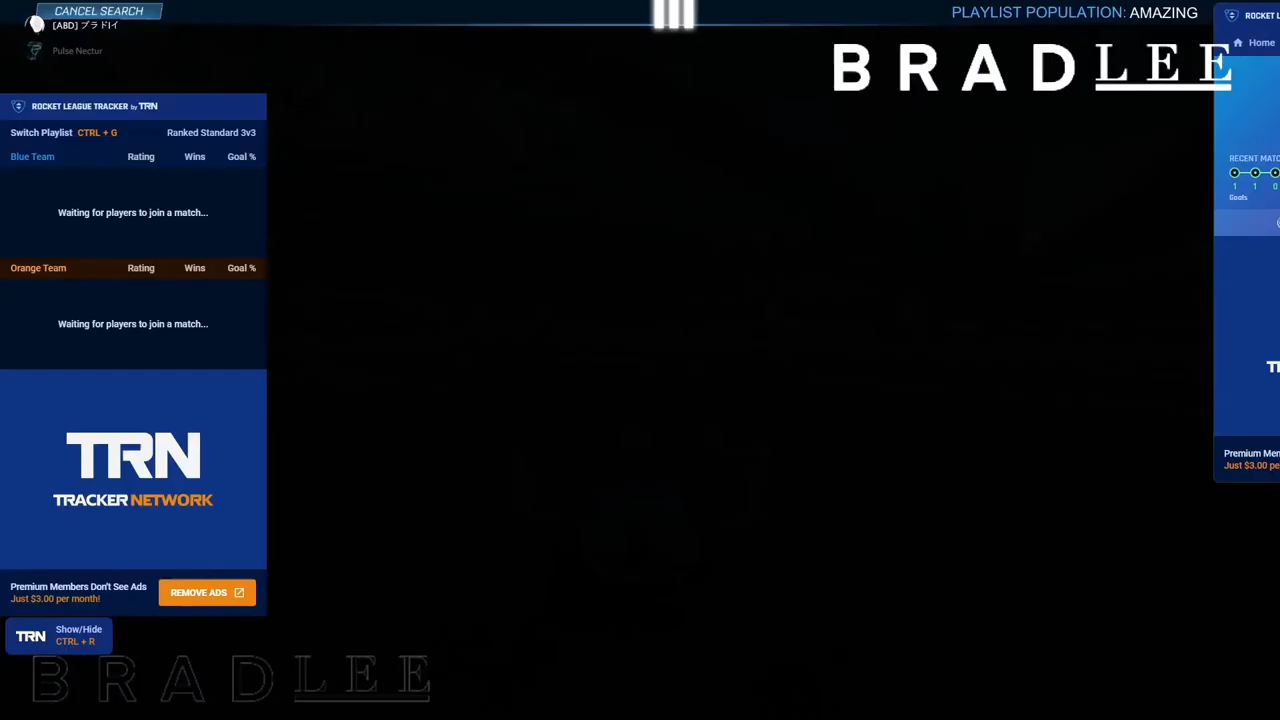 CANCEL SEARCH
[ABD] ブラドイ
Pulse Nectur
PLAYLIST POPULATION: AMAZING
BRADLEE
ROCKET LEAGUE TRACKER by TRN
Switch Playlist CTRL + G Ranked Standard 3v3
Blue Team Rating Wins Goal %
Waiting for players to join a match...
Orange Team Rating Wins Goal %
Waiting for players to join a match...
TRN
TRACKER NETWORK
Premium Members Don't See Ads
Just $3.00 per month!
REMOVE ADS
TRN
Show/Hide
CTRL + R
BRADLEE
ROCKET L
Home
RECENT MATC
1 1 0
Goals
Premium Mem
Just $3.00 pe